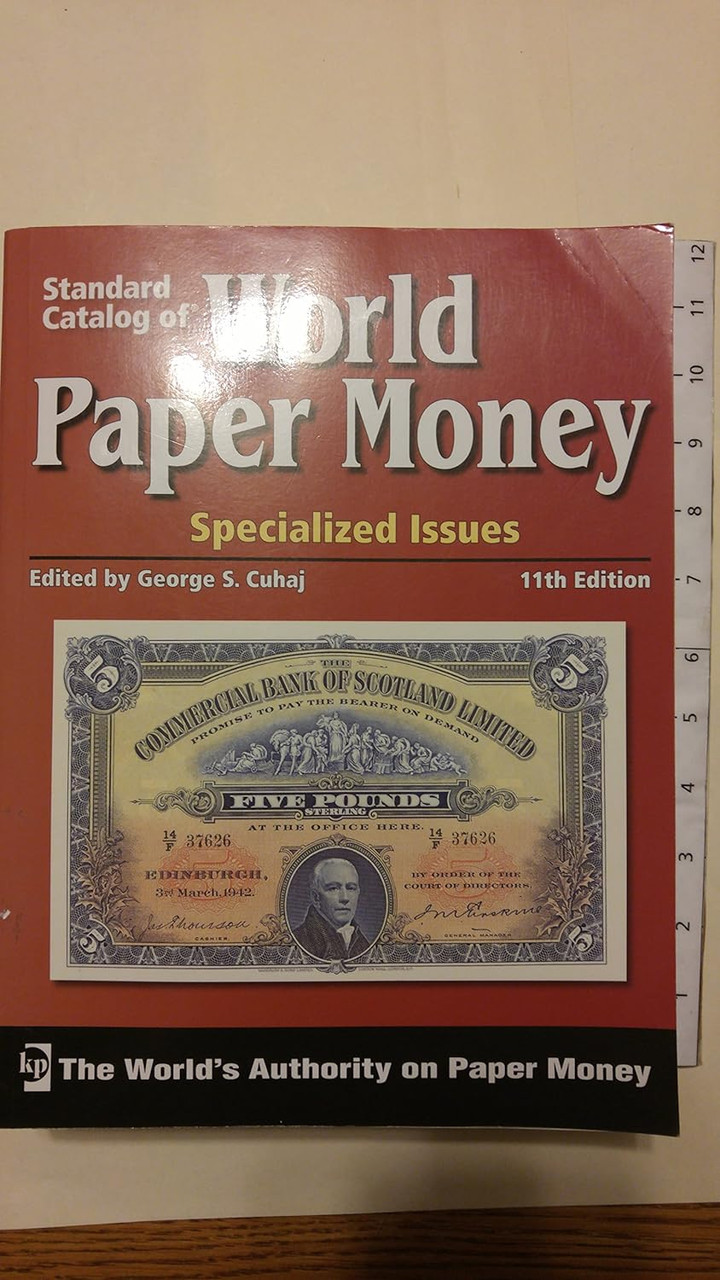 Standard
Catalog of World
Paper Money
Specialized Issues
Edited by George S. Cuhaj 11th Edition
5 5
THE
COMMERCIAL BANK OF SCOTLAND LIMITED
PROMISE TO PAY THE BEARER ON DEMAND
FIVE POUNDS
STERLING
AT THE OFFICE HERE.
14/F 37626 14/F 37626
EDINBURGH,
3rd March, 1942.
BY ORDER OF THE
COURT OF DIRECTORS.
CASHIER
GENERAL MANAGER
5 5
kp The World's Authority on Paper Money
12
11
10
9
8
7
6
5
4
3
2
1